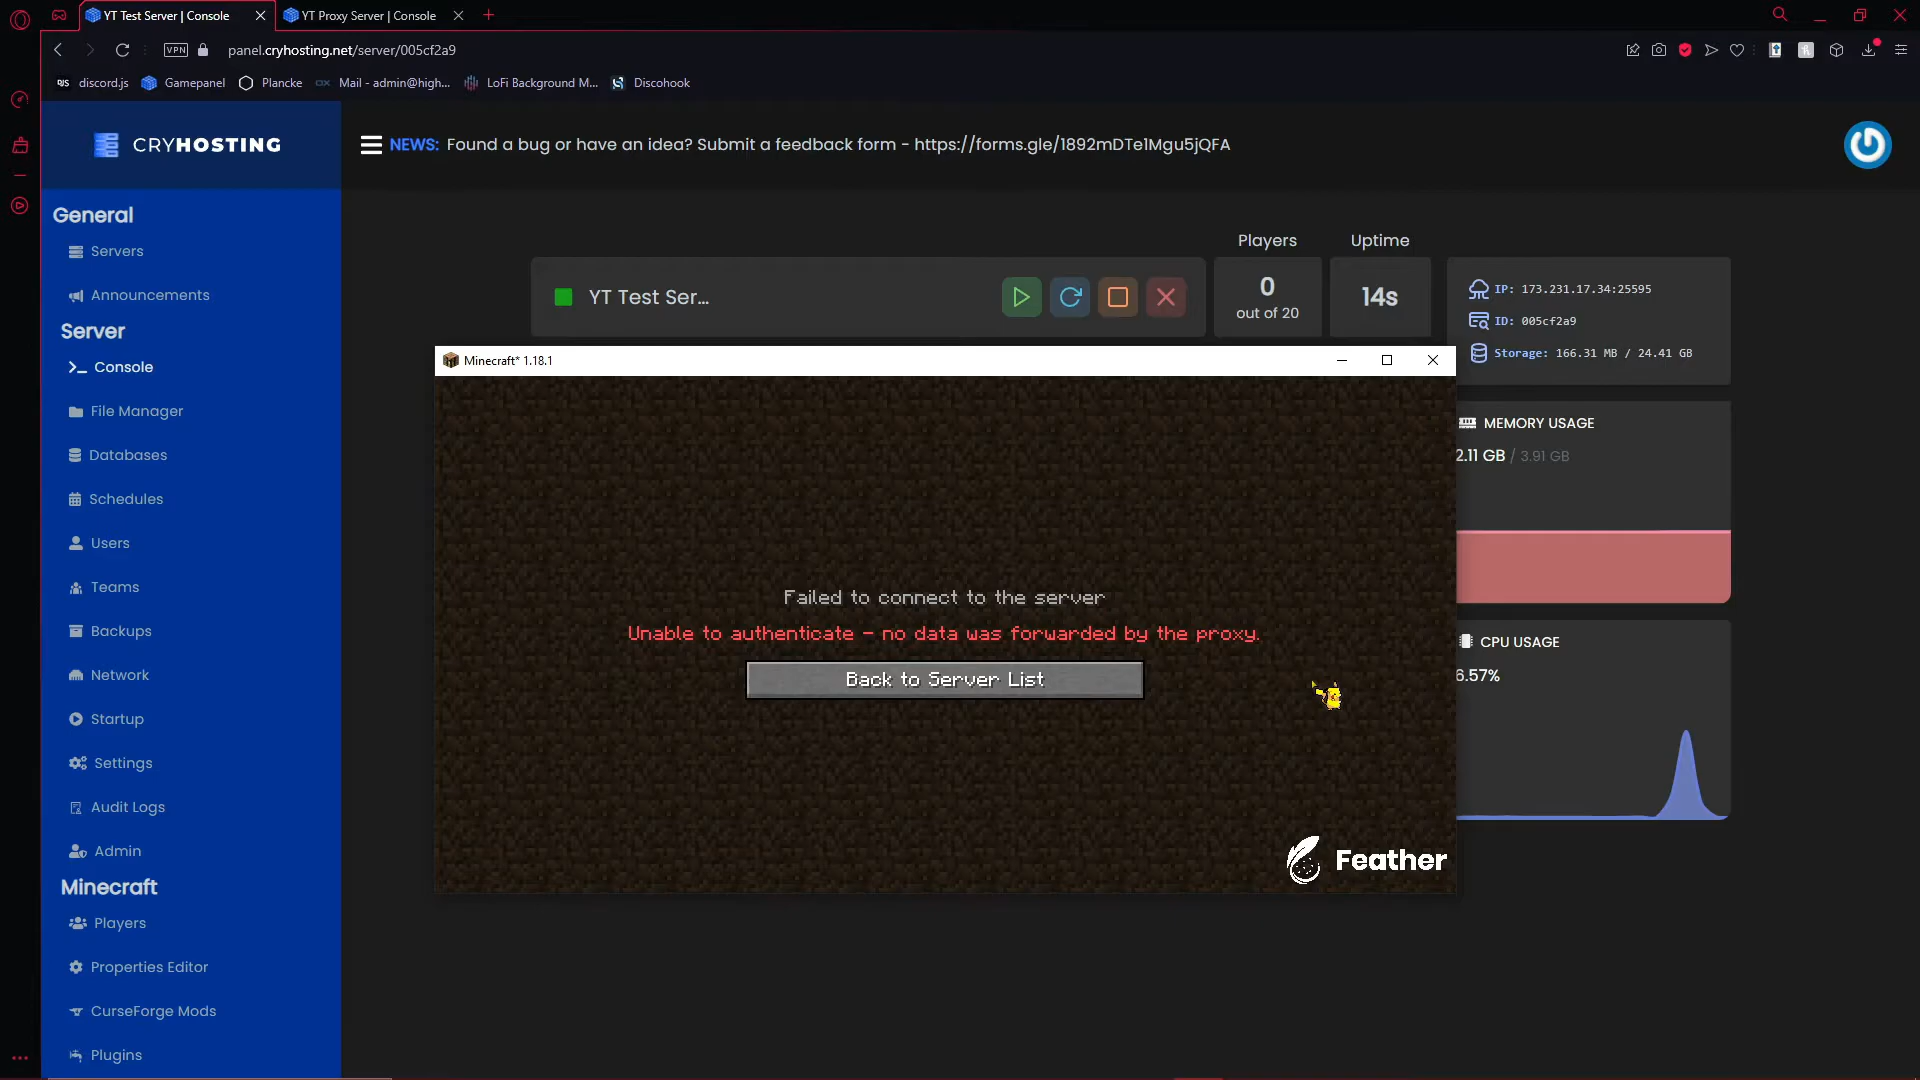 YT Test Server | Console
YT Proxy Server | Console
VPN
panel.cryhosting.net/server/005cf2a9
DJS discord.js
Gamepanel
Plancke
Mail - admin@high...
LoFi Background M...
Discohook
CRYHOSTING
NEWS: Found a bug or have an idea? Submit a feedback form - https://forms.gle/1892mDTe1Mgu5jQFA
General
Servers
Announcements
Server
Console
File Manager
Databases
Schedules
Users
Teams
Backups
Network
Startup
Settings
Audit Logs
Admin
Minecraft
Players
Properties Editor
CurseForge Mods
Plugins
YT Test Ser...
Players
0
out of 20
Uptime
14s
IP: 173.231.17.34:25595
ID: 005cf2a9
Storage: 166.31 MB / 24.41 GB
Minecraft* 1.18.1
Failed to connect to the server
Unable to authenticate - no data was forwarded by the proxy.
Back to Server List
Feather
MEMORY USAGE
2.11 GB / 3.91 GB
CPU USAGE
6.57%